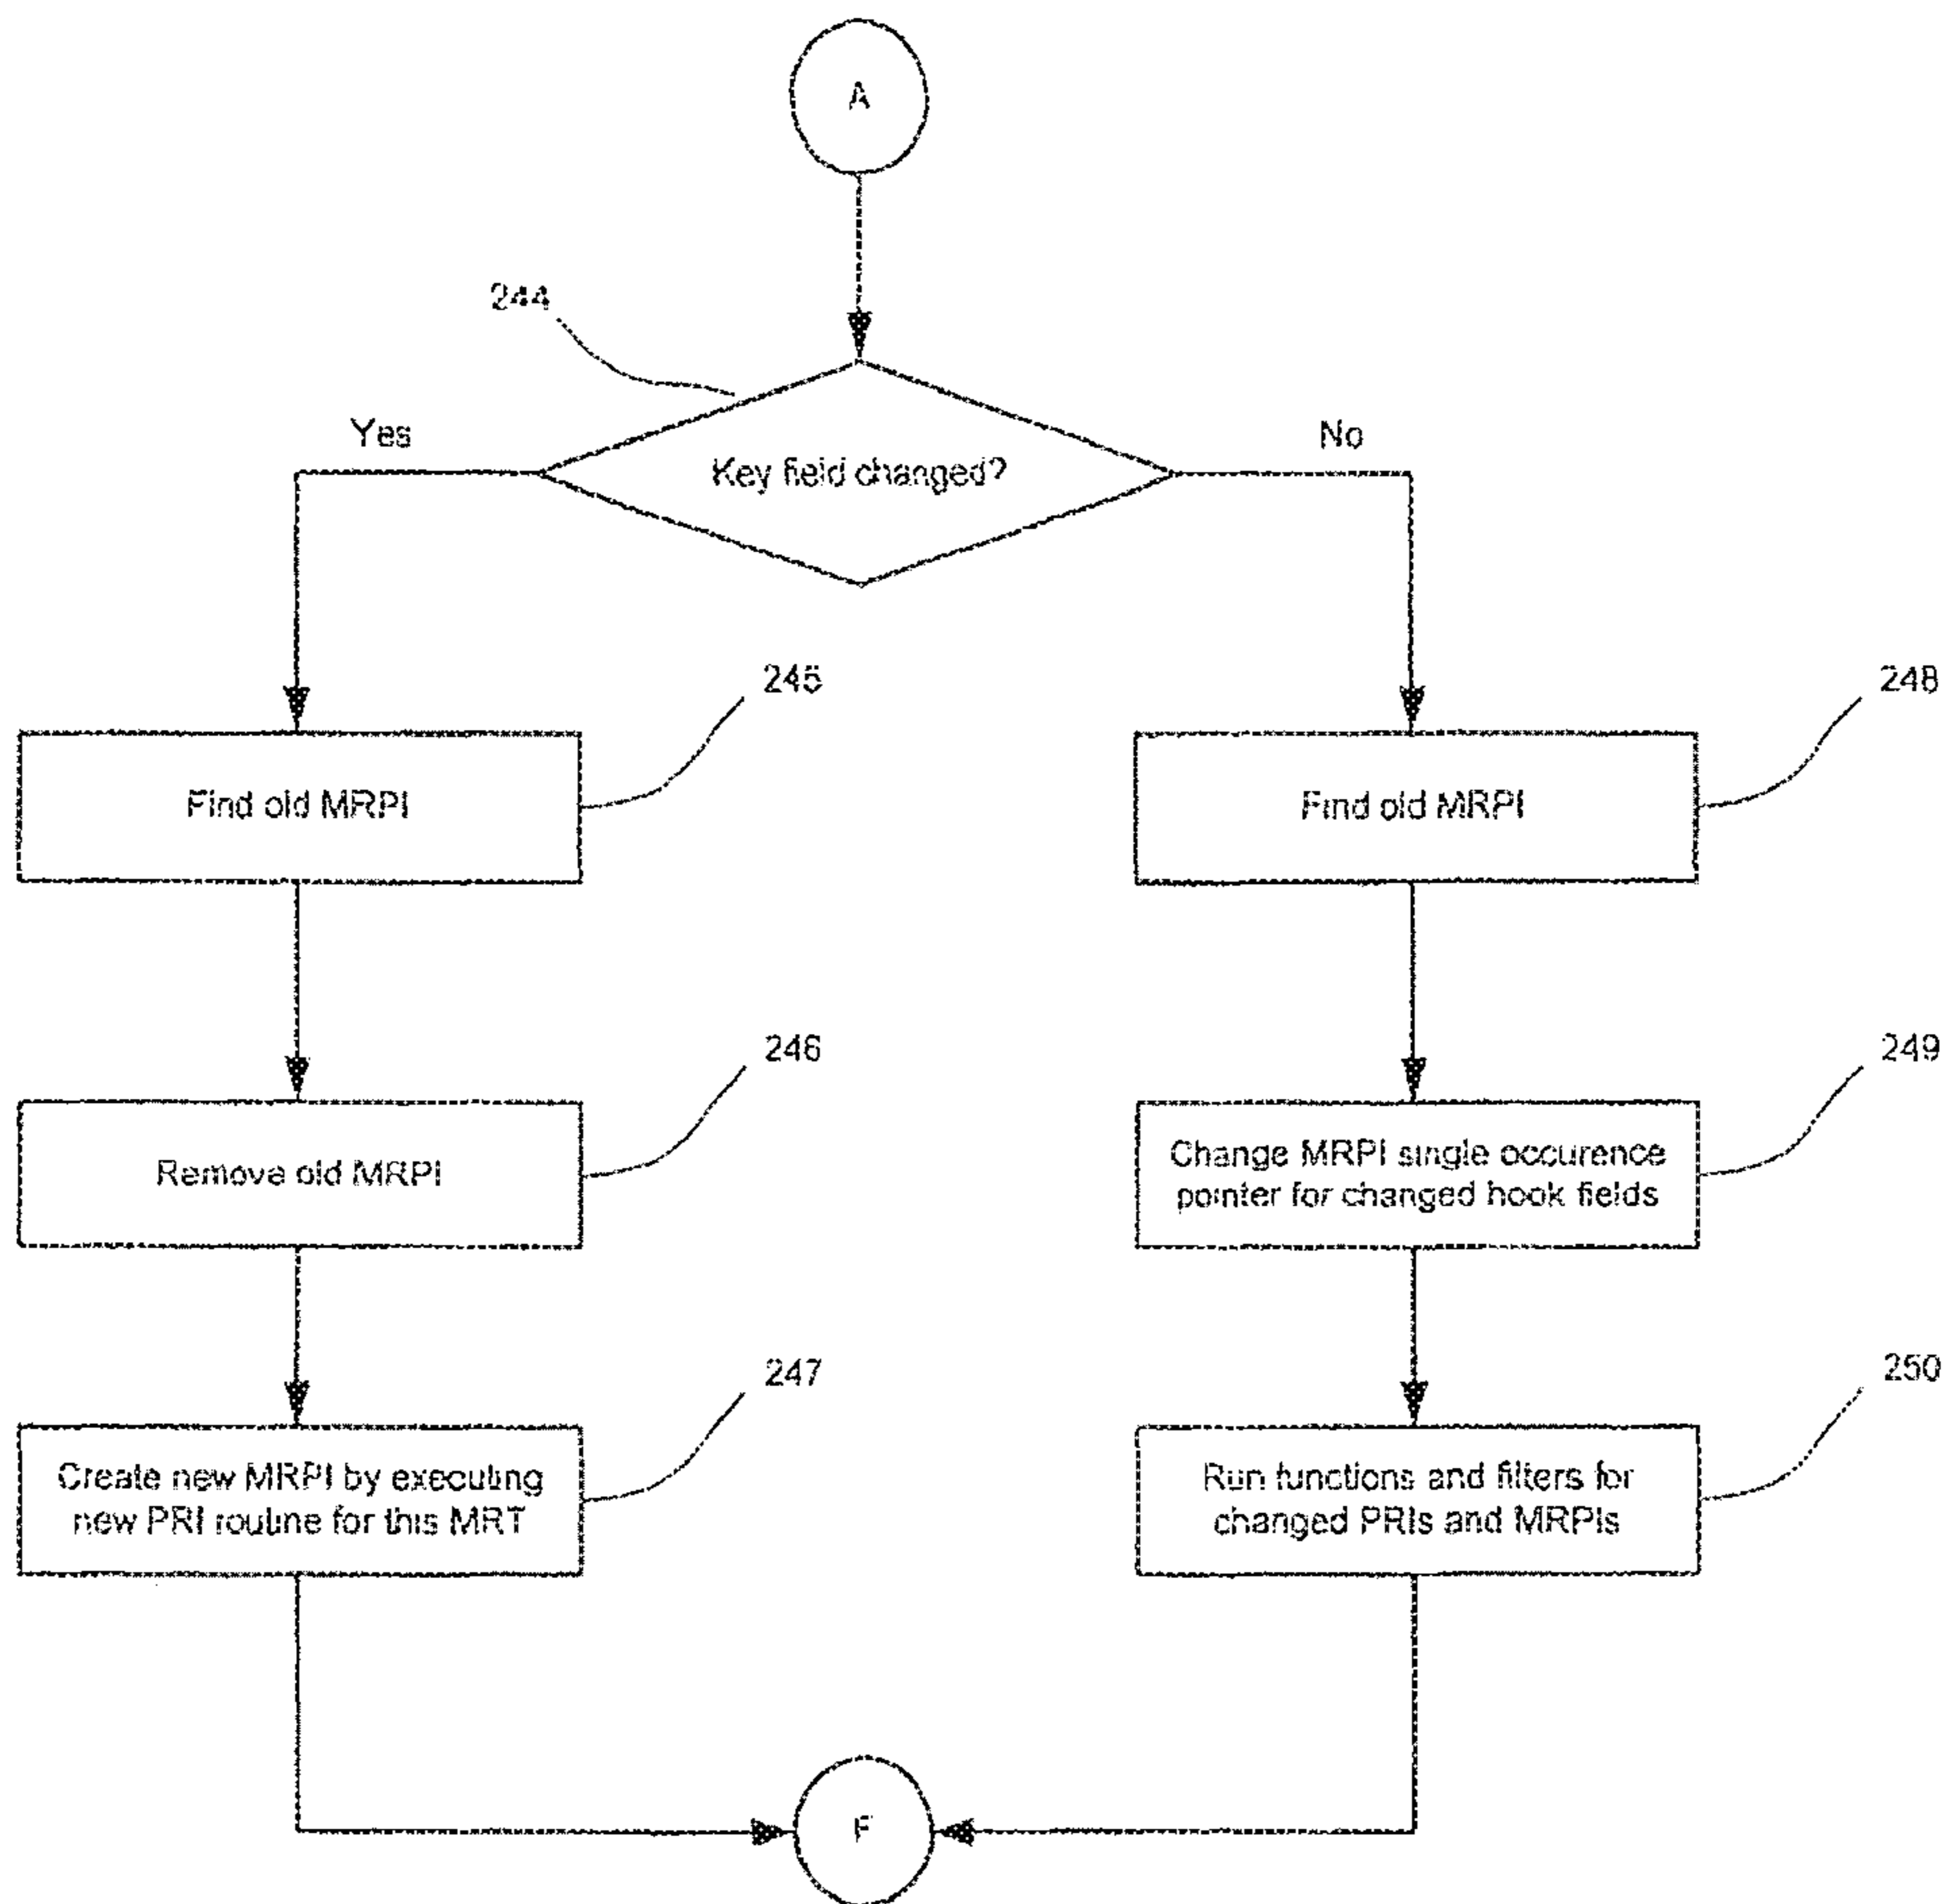 A
244
Yes
No
Key field changed?
245
248
Find old MRPI
Find old MRPI
246
249
Remove old MRPI
Change MRPI single occurence
pointer for changed hook fields
247
250
Create new MRPI by executing
new PRI routine for this MRT
Run functions and filters for
changed PRIs and MRPIs
F